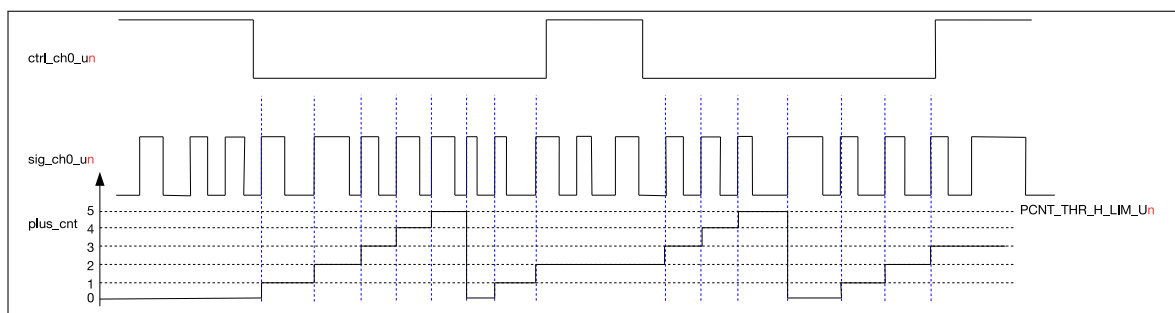 ctrl_ch0_un
sig_ch0_un
5
PCNT_THR_H_LIM_Un
plus_cnt
4
3
2
1
0